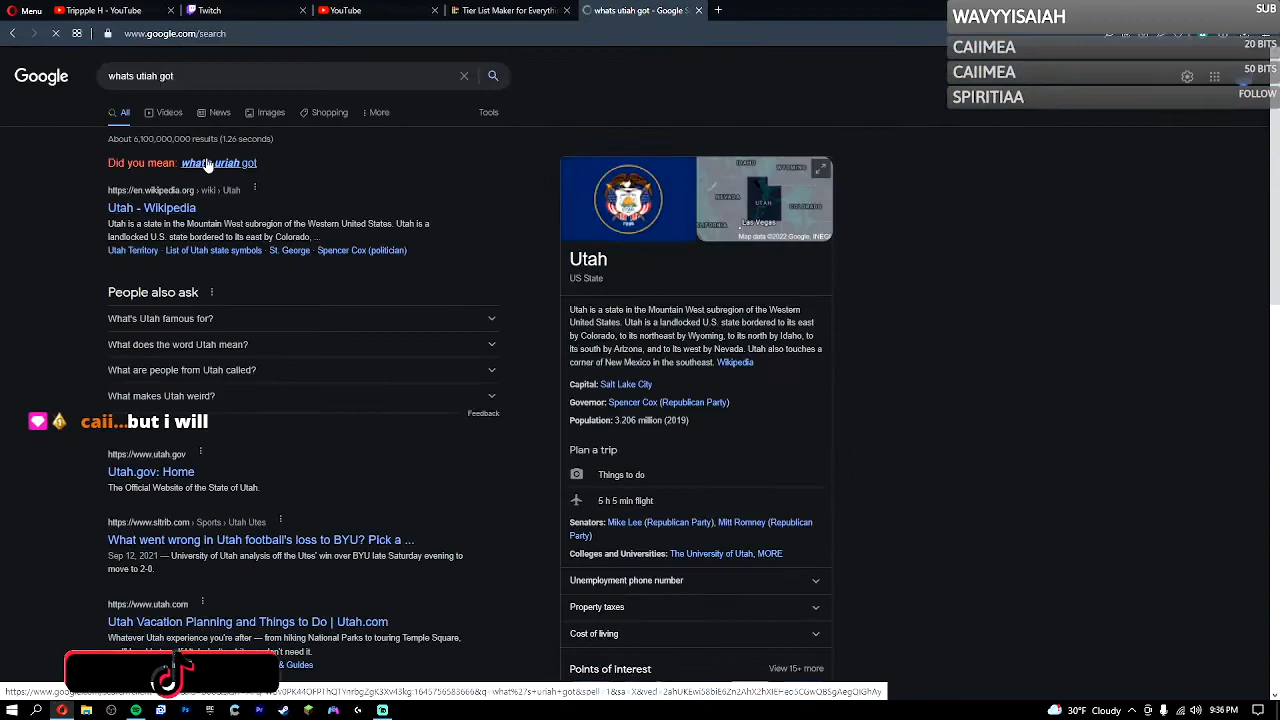 Menu
Trippple H - YouTube
Twitch
YouTube
Tier List Maker for Everythi
whats utiah got - Google S
www.google.com/search
WAVYYISAIAH
SUB
CAIIMEA
20 BITS
CAIIMEA
50 BITS
SPIRITIAA
FOLLOW
Google
whats utiah got
All
Videos
News
Images
Shopping
More
Tools
About 6,100,000,000 results (1.26 seconds)
Did you mean: what uriah got
https://en.wikipedia.org › wiki › Utah
Utah - Wikipedia
Utah is a state in the Mountain West subregion of the Western United States. Utah is a
landlocked U.S. state bordered to its east by Colorado, ...
Utah Territory · List of Utah state symbols · St. George · Spencer Cox (politician)
People also ask
What's Utah famous for?
What does the word Utah mean?
What are people from Utah called?
What makes Utah weird?
Feedback
caii...but i will
https://www.utah.gov
Utah.gov: Home
The Official Website of the State of Utah.
https://www.sltrib.com › Sports › Utah Utes
What went wrong in Utah football's loss to BYU? Pick a ...
Sep 12, 2021 — University of Utah analysis off the Utes' win over BYU late Saturday evening to
move to 2-0.
https://www.utah.com
Utah Vacation Planning and Things to Do | Utah.com
Whatever Utah experience you're after — from hiking National Parks to touring Temple Square,
n't need it.
& Guides
IDAHO
WYOMING
NEVADA
UTAH
COLORADO
Las Vegas
Map data ©2022 Google, INEGI
Utah
US State
Utah is a state in the Mountain West subregion of the Western
United States. Utah is a landlocked U.S. state bordered to its east
by Colorado, to its northeast by Wyoming, to its north by Idaho, to
its south by Arizona, and to its west by Nevada. Utah also touches a
corner of New Mexico in the southeast. Wikipedia
Capital: Salt Lake City
Governor: Spencer Cox (Republican Party)
Population: 3.206 million (2019)
Plan a trip
Things to do
5 h 5 min flight
Senators: Mike Lee (Republican Party), Mitt Romney (Republican
Party)
Colleges and Universities: The University of Utah, MORE
Unemployment phone number
Property taxes
Cost of living
Points of Interest
View 15+ more
30°F Cloudy
9:36 PM